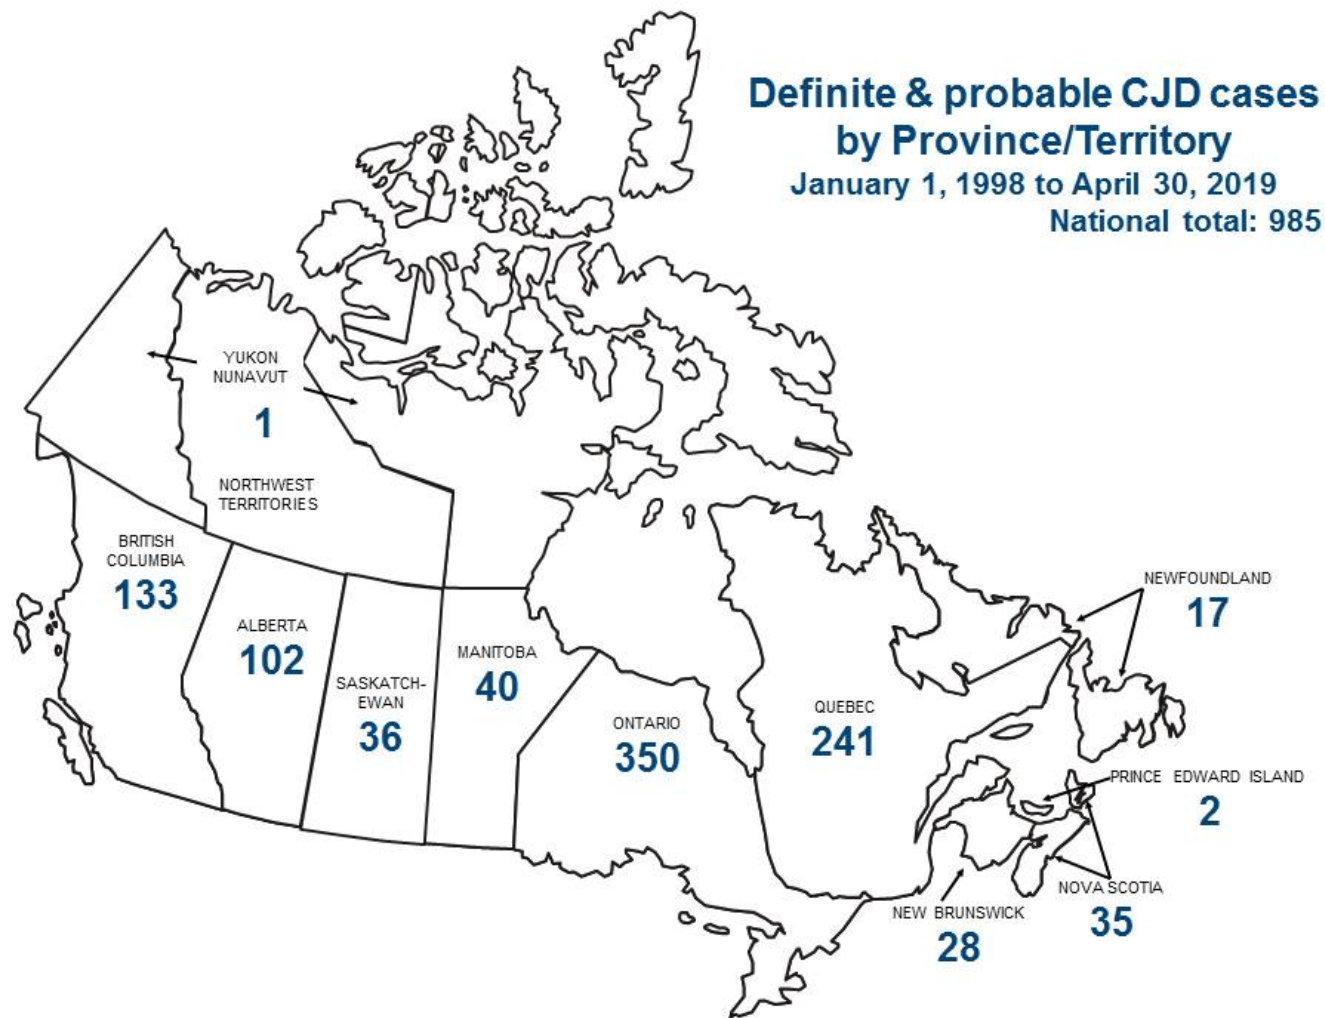 Definite & probable CJD cases
by Province/Territory
January 1, 1998 to April 30, 2019
National total: 985
YUKON
NUNAVUT
1
NORTHWEST
TERRITORIES
BRITISH
COLUMBIA
133
ALBERTA
102
SASKATCH-
EWAN
36
MANITOBA
40
ONTARIO
350
QUEBEC
241
NEWFOUNDLAND
17
PRINCE EDWARD ISLAND
2
NOVA SCOTIA
35
NEW BRUNSWICK
28